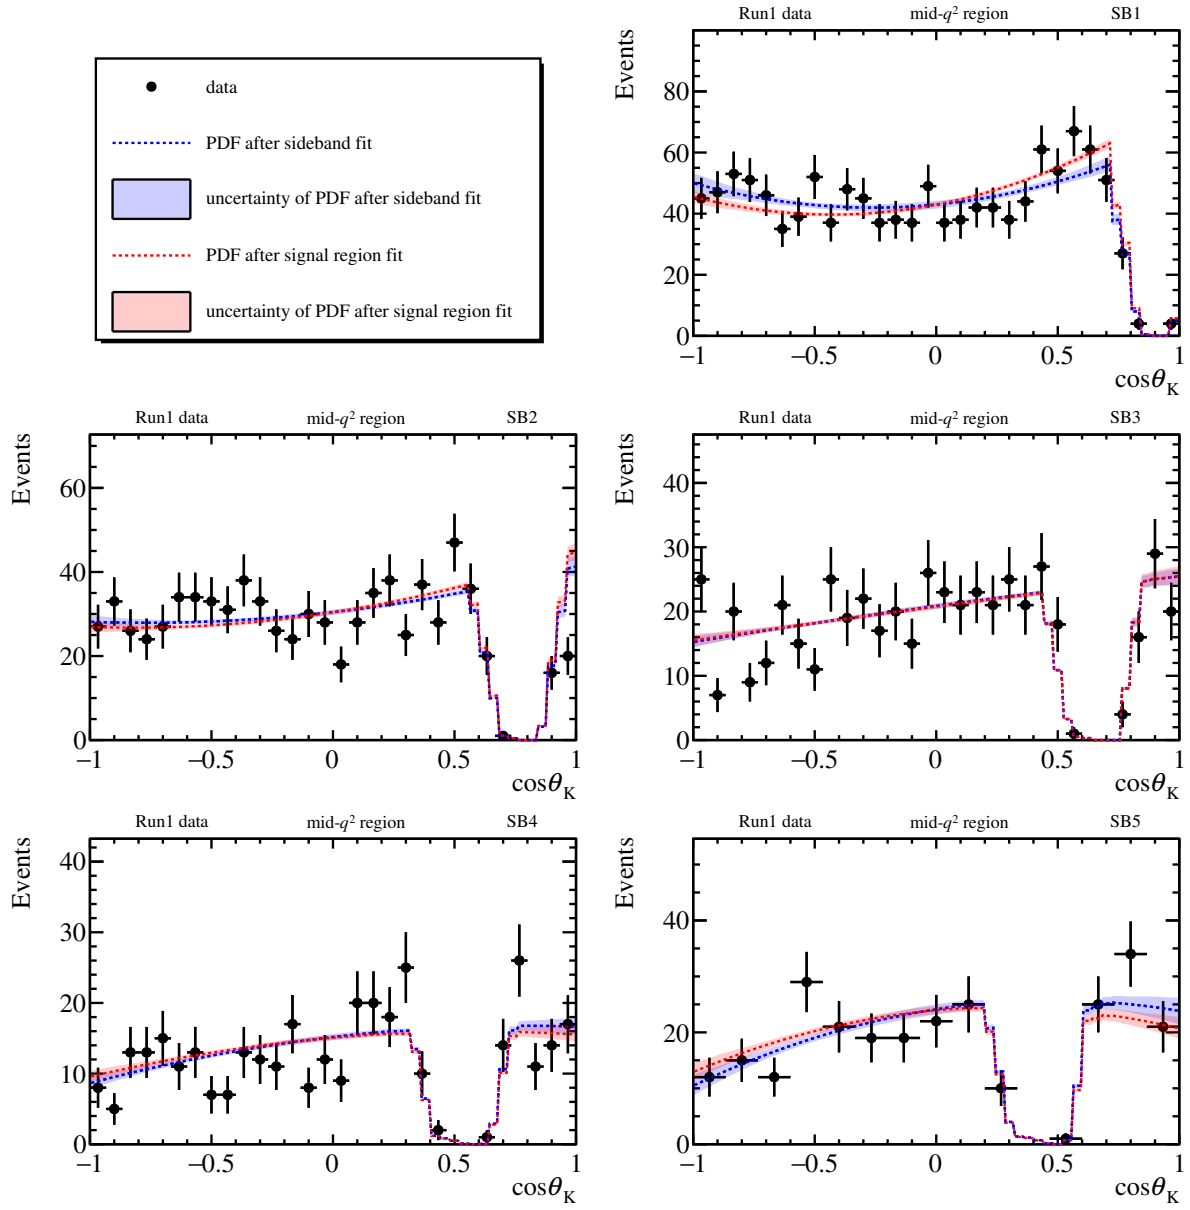 data
PDF after sideband fit
uncertainty of PDF after sideband fit
PDF after signal region fit
uncertainty of PDF after signal region fit
Run1 data mid-q² region SB1
Events
80
60
40
20
0
−1 −0.5 0 0.5 1
cosθ_K
Run1 data mid-q² region SB2
Events
60
40
20
0
−1 −0.5 0 0.5 1
cosθ_K
Run1 data mid-q² region SB3
Events
40
30
20
10
0
−1 −0.5 0 0.5 1
cosθ_K
Run1 data mid-q² region SB4
Events
40
30
20
10
0
−1 −0.5 0 0.5 1
cosθ_K
Run1 data mid-q² region SB5
Events
40
20
0
−1 −0.5 0 0.5 1
cosθ_K